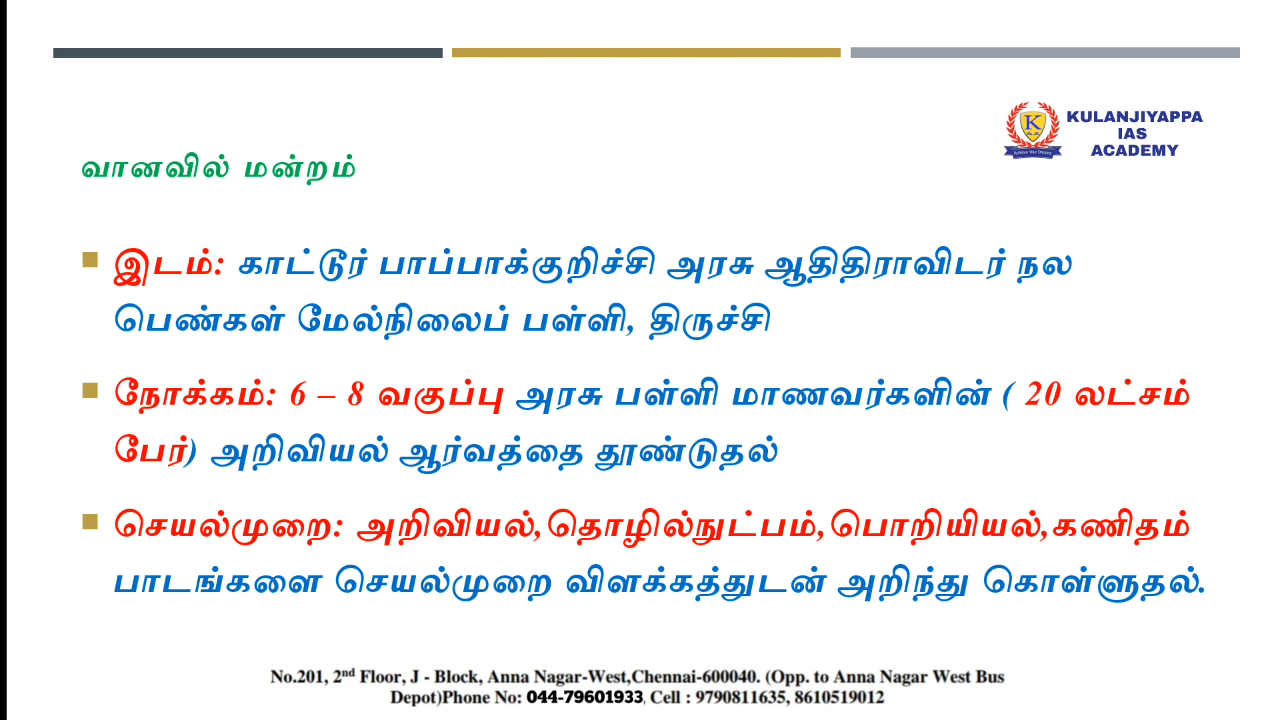 KULANJIYAPPA
IAS
ACADEMY
வானவில் மன்றம்
இடம்: காட்டூர் பாப்பாக்குறிச்சி அரசு ஆதிதிராவிடர் நல
பெண்கள் மேல்நிலைப் பள்ளி, திருச்சி
நோக்கம்: 6 – 8 வகுப்பு அரசு பள்ளி மாணவர்களின் ( 20 லட்சம்
பேர்) அறிவியல் ஆர்வத்தை தூண்டுதல்
செயல்முறை: அறிவியல்,தொழில்நுட்பம்,பொறியியல்,கணிதம்
பாடங்களை செயல்முறை விளக்கத்துடன் அறிந்து கொள்ளுதல்.
No.201, 2nd Floor, J - Block, Anna Nagar-West,Chennai-600040. (Opp. to Anna Nagar West Bus
Depot)Phone No: 044-79601933, Cell : 9790811635, 8610519012